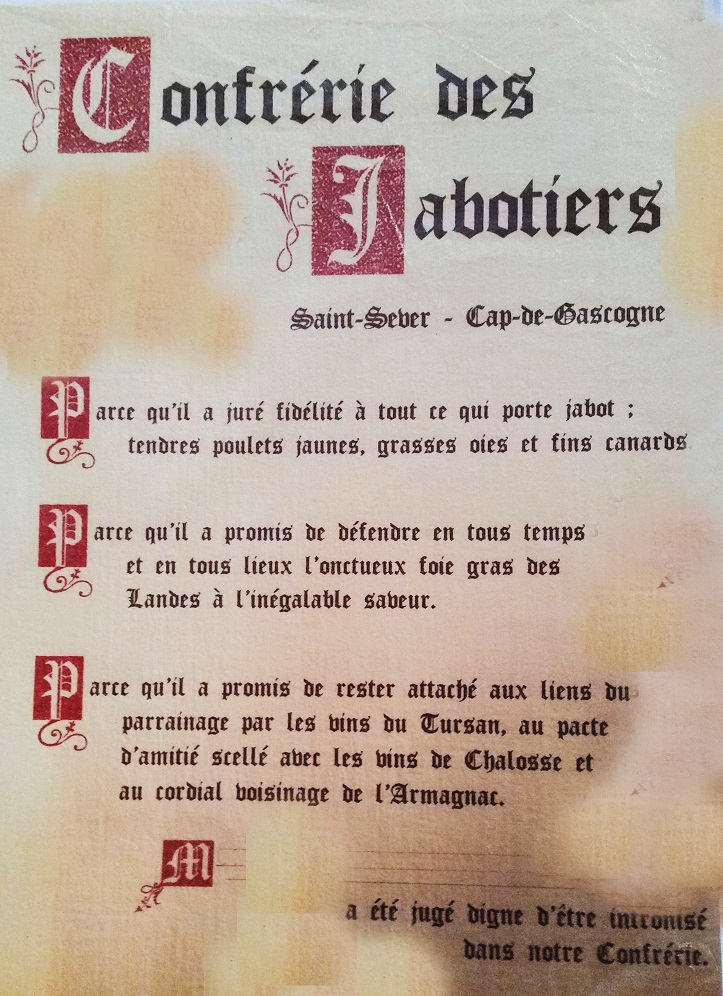 Confrérie des
Jabotiers
Saint-Sever - Cap-de-Gascogne
Parce qu'il a juré fidélité à tout ce qui porte jabot ;
tendres poulets jaunes, grasses oies et fins canards
Parce qu'il a promis de défendre en tous temps
et en tous lieux l'onctueux foie gras des
Landes à l'inégalable saveur.
Parce qu'il a promis de rester attaché aux liens du
parrainage par les vins du Tursan, au pacte
d'amitié scellé avec les vins de Chalosse et
au cordial voisinage de l'Armagnac.
M
a été jugé digne d'être intronisé
dans notre Confrérie.